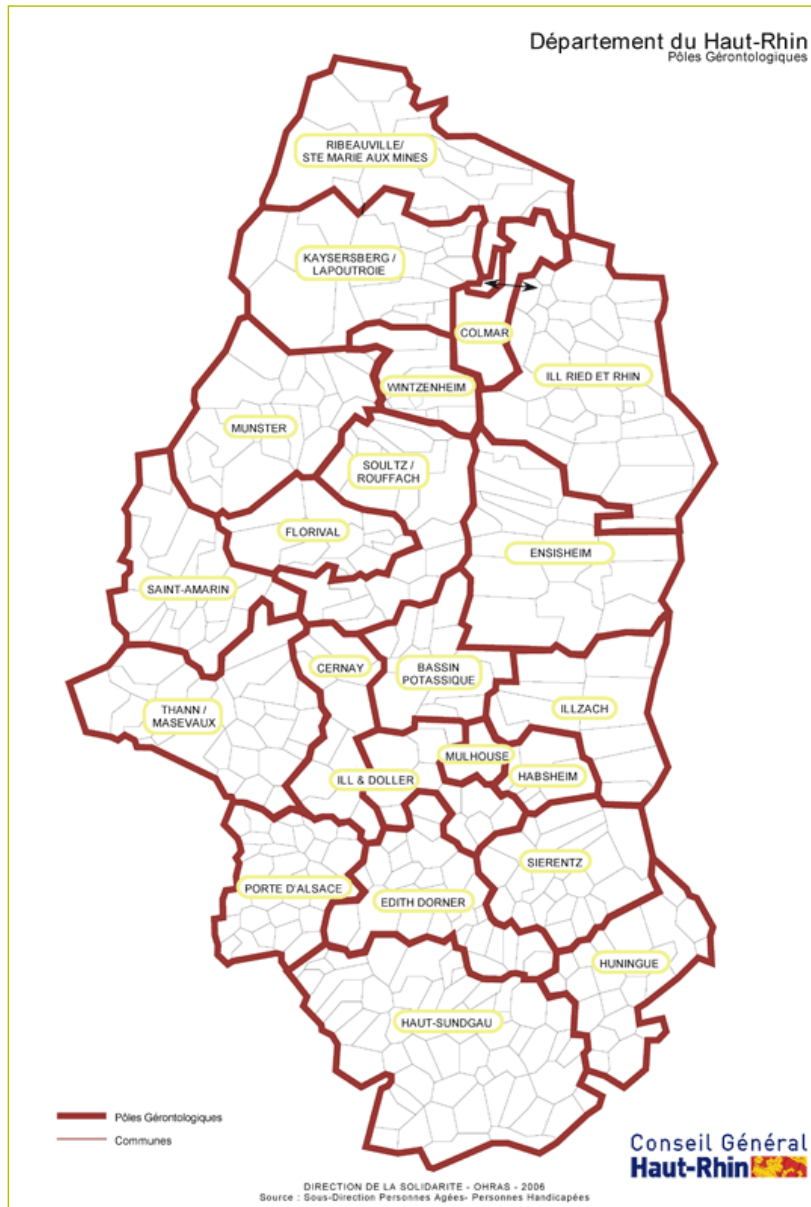 Département du Haut-Rhin
Pôles Gérontologiques
RIBEAUVILLE/
STE MARIE AUX MINES
KAYSERSBERG /
LAPOUTROIE
COLMAR
ILL RIED ET RHIN
WINTZENHEIM
MUNSTER
SOULTZ /
ROUFFACH
FLORIVAL
ENSISHEIM
SAINT-AMARIN
CERNAY
BASSIN
POTASSIQUE
THANN /
MASEVAUX
ILLZACH
MULHOUSE
ILL & DOLLER
HABSHEIM
SIERENTZ
PORTE D'ALSACE
EDITH DORNER
HUNINGUE
HAUT-SUNDGAU
Pôles Gérontologiques
Communes
Conseil Général
Haut-Rhin
DIRECTION DE LA SOLIDARITE - OHRAS - 2006
Source : Sous-Direction Personnes Agées- Personnes Handicapées